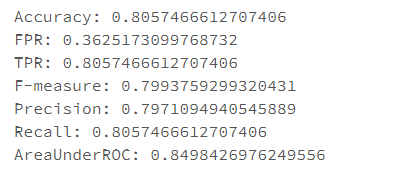 Accuracy: 0.8057466612707406
FPR: 0.3625173099768732
TPR: 0.8057466612707406
F-measure: 0.7993759299320431
Precision: 0.7971094940545889
Recall: 0.8057466612707406
AreaUnderROC: 0.8498426976249556